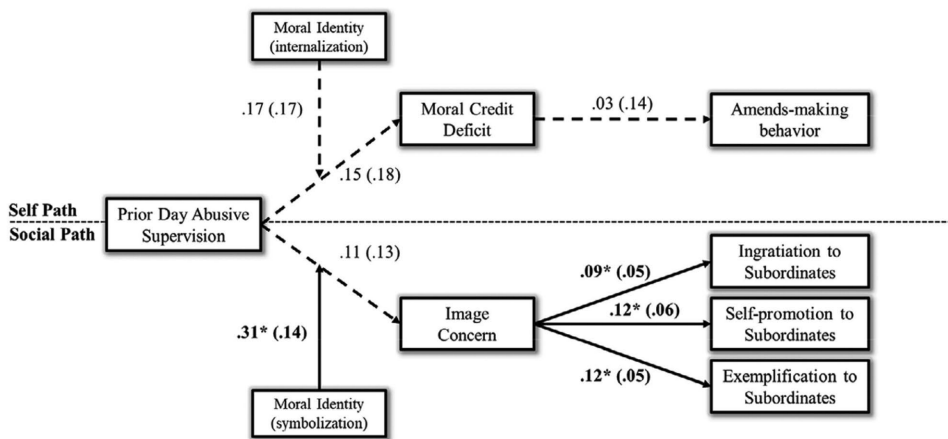 Moral Identity
(internalization)
.17 (.17)
Moral Credit
Deficit
.03 (.14)
Amends-making
behavior
.15 (.18)
Self Path
Social Path
Prior Day Abusive
Supervision
.11 (.13)
Ingratiation to
Subordinates
.09* (.05)
.31* (.14)
Image
Concern
.12* (.06)
Self-promotion to
Subordinates
.12* (.05)
Exemplification to
Subordinates
Moral Identity
(symbolization)